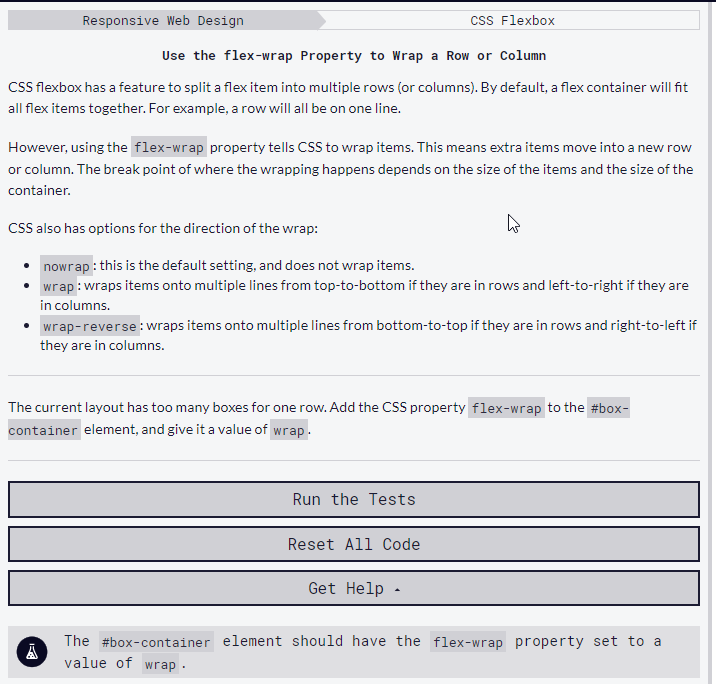 Responsive Web Design
CSS Flexbox
Use the flex-wrap Property to Wrap a Row or Column
CSS flexbox has a feature to split a flex item into multiple rows (or columns). By default, a flex container will fit
all flex items together. For example, a row will all be on one line.
However, using the flex-wrap property tells CSS to wrap items. This means extra items move into a new row
or column. The break point of where the wrapping happens depends on the size of the items and the size of the
container.
CSS also has options for the direction of the wrap:
nowrap: this is the default setting, and does not wrap items.
wrap: wraps items onto multiple lines from top-to-bottom if they are in rows and left-to-right if they are
in columns.
wrap-reverse: wraps items onto multiple lines from bottom-to-top if they are in rows and right-to-left if
they are in columns.
The current layout has too many boxes for one row. Add the CSS property flex-wrap to the #box-
container element, and give it a value of wrap.
Run the Tests
Reset All Code
Get Help
The #box-container element should have the flex-wrap property set to a
value of wrap.